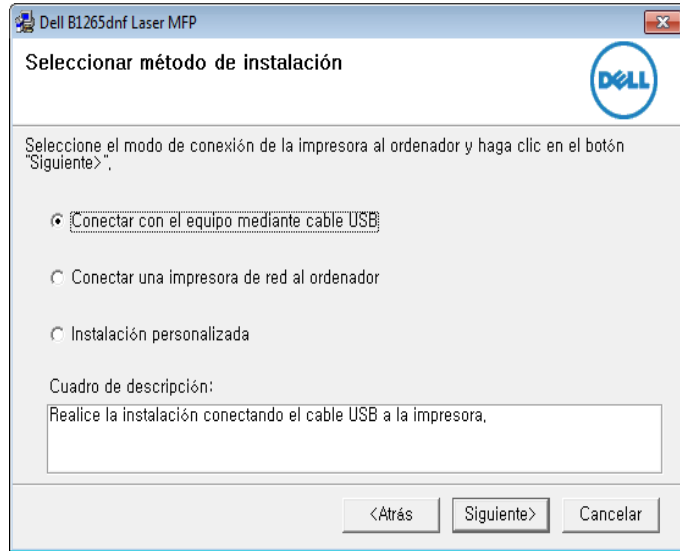 Dell B1265dnf Laser MFP
Seleccionar método de instalación
DELL
Seleccione el modo de conexión de la impresora al ordenador y haga clic en el botón
"Siguiente>",
Conectar con el equipo mediante cable USB
Conectar una impresora de red al ordenador
Instalación personalizada
Cuadro de descripción:
Realice la instalación conectando el cable USB a la impresora,
<Atrás Siguiente> Cancelar